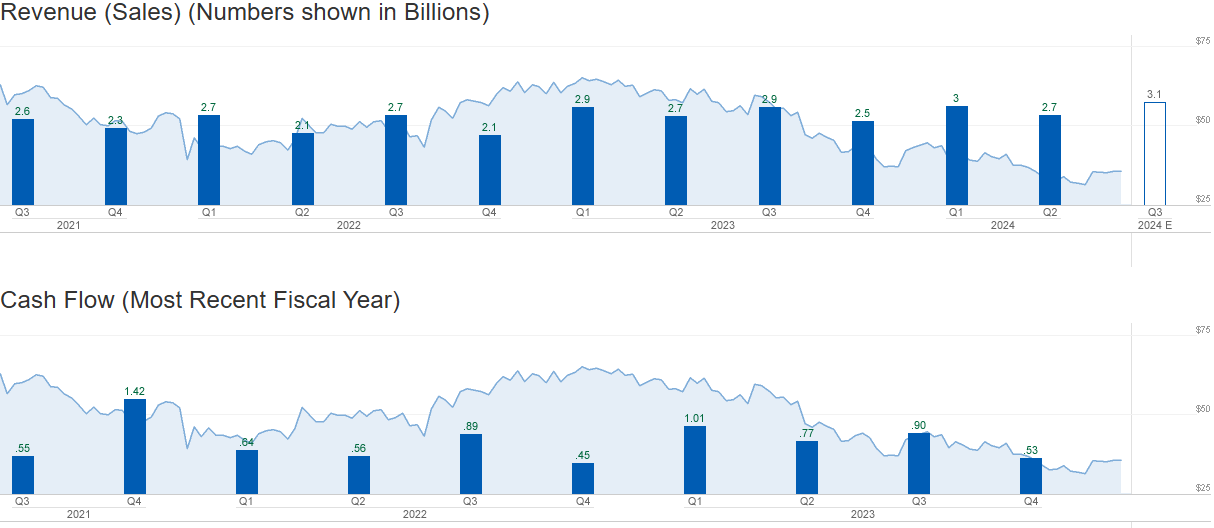 Revenue (Sales) (Numbers shown in Billions)
$75
2.6 2.3 2.7 2.1 2.7 2.1 2.9 2.7 2.9 2.5 3 2.7 3.1
$50
$25
Q3 Q4 Q1 Q2 Q3 Q4 Q1 Q2 Q3 Q4 Q1 Q2 Q3
2021 2022 2023 2024 2024 E
Cash Flow (Most Recent Fiscal Year)
$75
.55 1.42 .64 .56 .89 .45 1.01 .77 .90 .53
$50
$25
Q3 Q4 Q1 Q2 Q3 Q4 Q1 Q2 Q3 Q4
2021 2022 2023